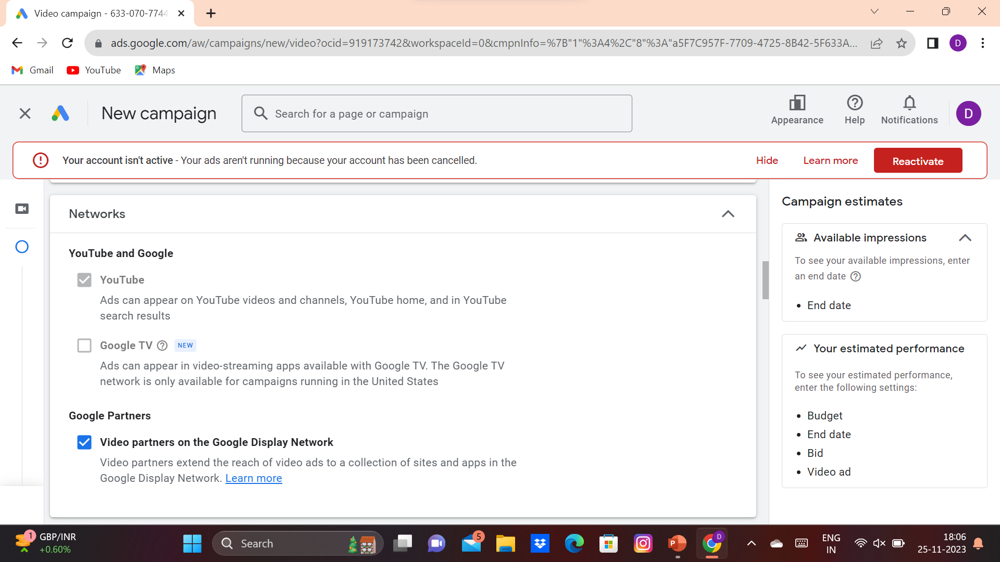 Video campaign - 633-070-7744
ads.google.com/aw/campaigns/new/video?ocid=919173742&workspaceId=0&cmpnInfo=%7B"1"%3A4%2C"8"%3A"a5F7C957F-7709-4725-8B42-5F633A...
D
Gmail
YouTube
Maps
New campaign
Search for a page or campaign
Appearance
Help
Notifications
D
Your account isn't active - Your ads aren't running because your account has been cancelled.
Hide
Learn more
Reactivate
Networks
YouTube and Google
YouTube
Ads can appear on YouTube videos and channels, YouTube home, and in YouTube
search results
Google TV
NEW
Ads can appear in video-streaming apps available with Google TV. The Google TV
network is only available for campaigns running in the United States
Google Partners
Video partners on the Google Display Network
Video partners extend the reach of video ads to a collection of sites and apps in the
Google Display Network. Learn more
Campaign estimates
Available impressions
To see your available impressions, enter
an end date
• End date
Your estimated performance
To see your estimated performance,
enter the following settings:
• Budget
• End date
• Bid
• Video ad
1
GBP/INR
+0.60%
Search
5
P
D
ENG
IN
18:06
25-11-2023